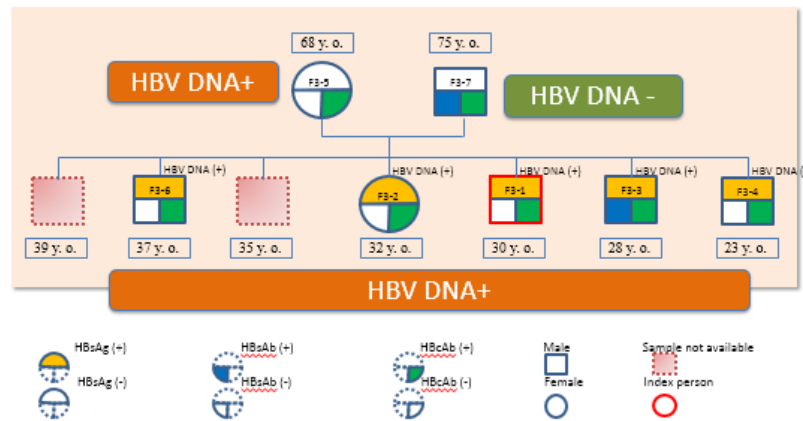 68 y. o. 75 y. o.
HBV DNA+ F3-5 F3-7 HBV DNA -
HBV DNA (+) HBV DNA (+) HBV DNA (+) HBV DNA (+) HBV DNA (
F3-6 F3-2 F3-1 F3-3 F3-4
39 y. o. 37 y. o. 35 y. o. 32 y. o. 30 y. o. 28 y. o. 23 y. o.
HBV DNA+
HBsAg (+) HBsAb (+) HBcAb (+) Male Sample not available
HBsAg (-) HBsAb (-) HBcAb (-) Female Index person